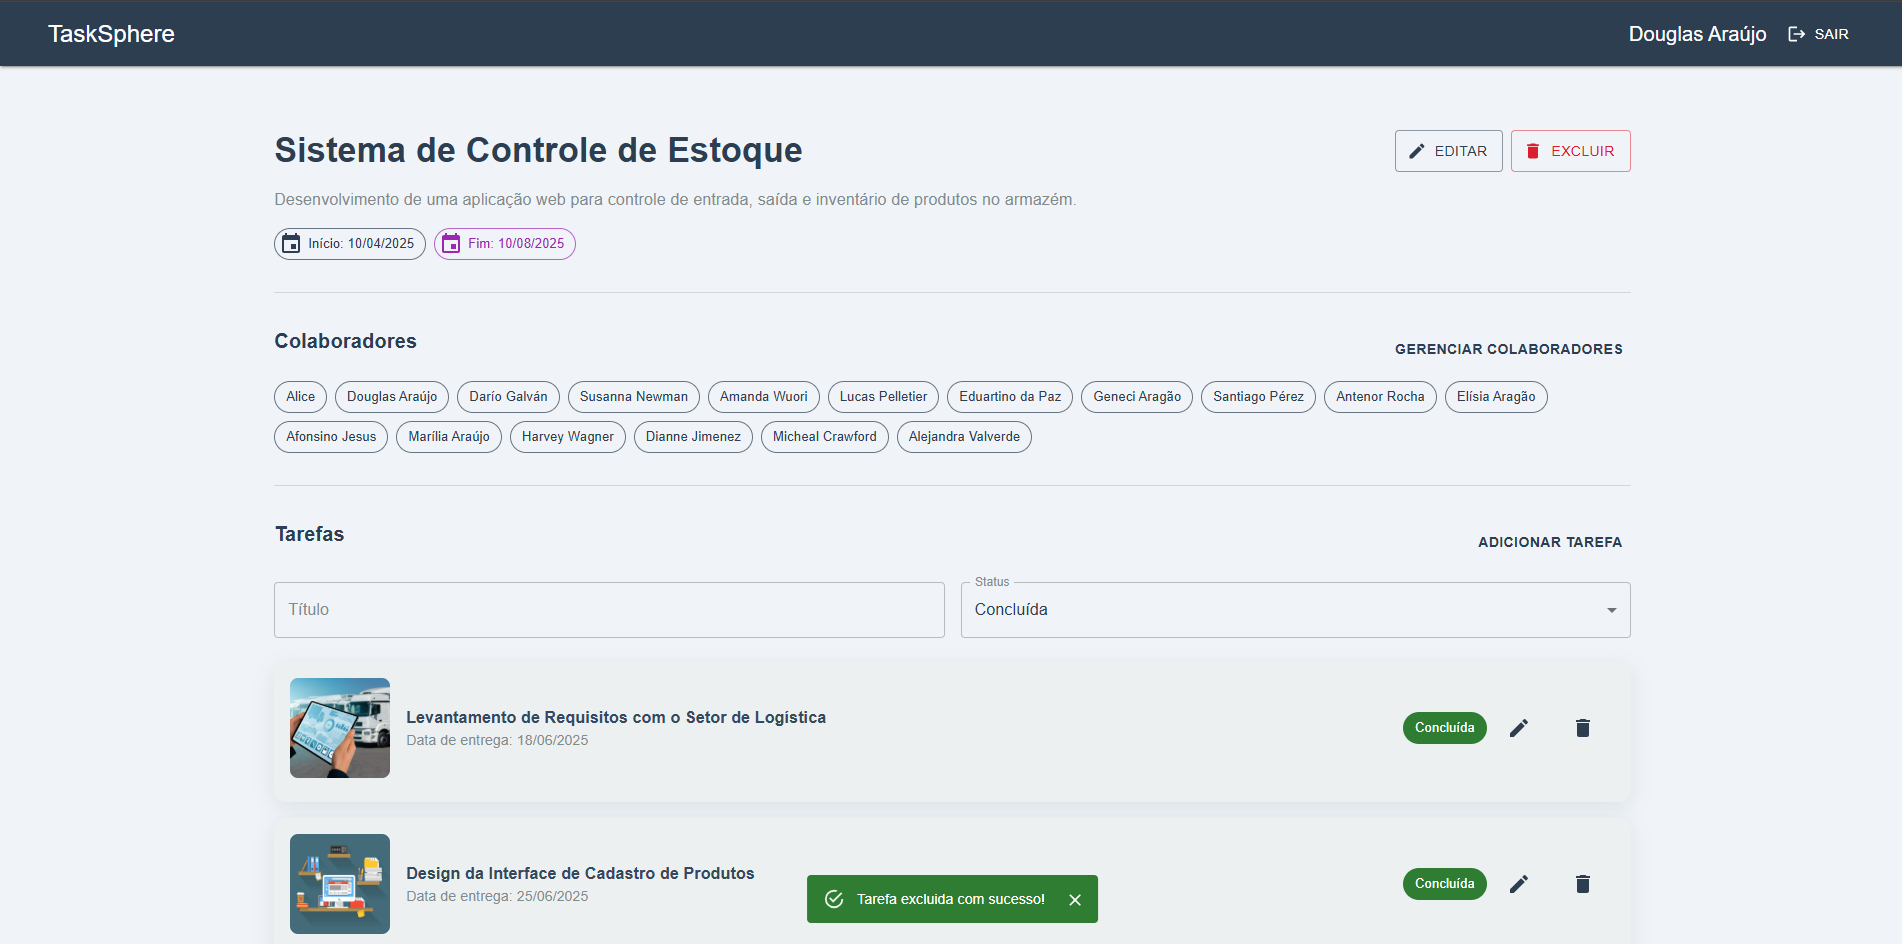 TaskSphere
Douglas Araújo SAIR
Sistema de Controle de Estoque
EDITAR EXCLUIR
Desenvolvimento de uma aplicação web para controle de entrada, saída e inventário de produtos no armazém.
Início: 10/04/2025 Fim: 10/08/2025
Colaboradores
GERENCIAR COLABORADORES
Alice Douglas Araújo Darío Galván Susanna Newman Amanda Wuori Lucas Pelletier Eduartino da Paz Geneci Aragão Santiago Pérez Antenor Rocha Elísia Aragão
Afonsino Jesus Marília Araújo Harvey Wagner Dianne Jimenez Micheal Crawford Alejandra Valverde
Tarefas
ADICIONAR TAREFA
Status
Título Concluída
Levantamento de Requisitos com o Setor de Logística
Data de entrega: 18/06/2025
Concluída
Design da Interface de Cadastro de Produtos
Data de entrega: 25/06/2025
Concluída
Tarefa excluida com sucesso!